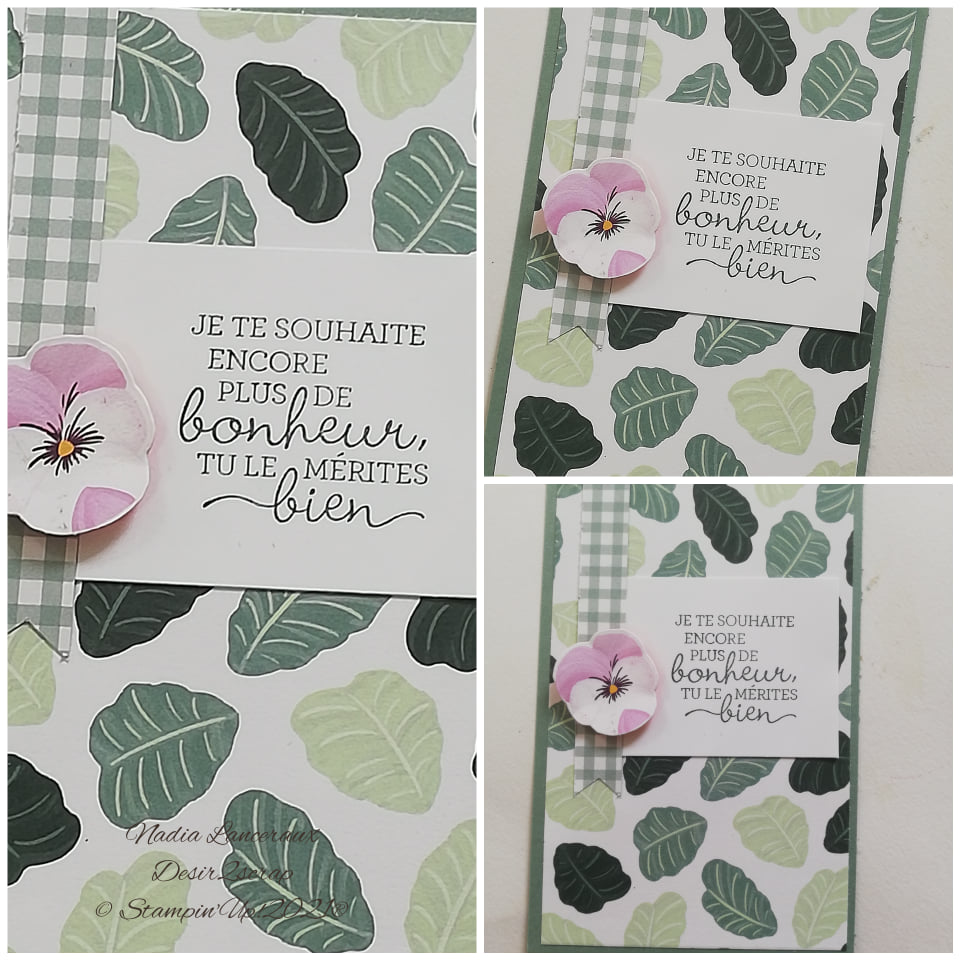 JE TE SOUHAITE
ENCORE
PLUS DE
bonheur,
TU LE MÉRITES
bien
JE TE SOUHAITE
ENCORE
PLUS DE
bonheur,
TU LE MÉRITES
bien
JE TE SOUHAITE
ENCORE
PLUS DE
bonheur,
TU LE MÉRITES
bien
. Nadia Lanceraux
Desir2scrap
© Stampin'Up!2021®